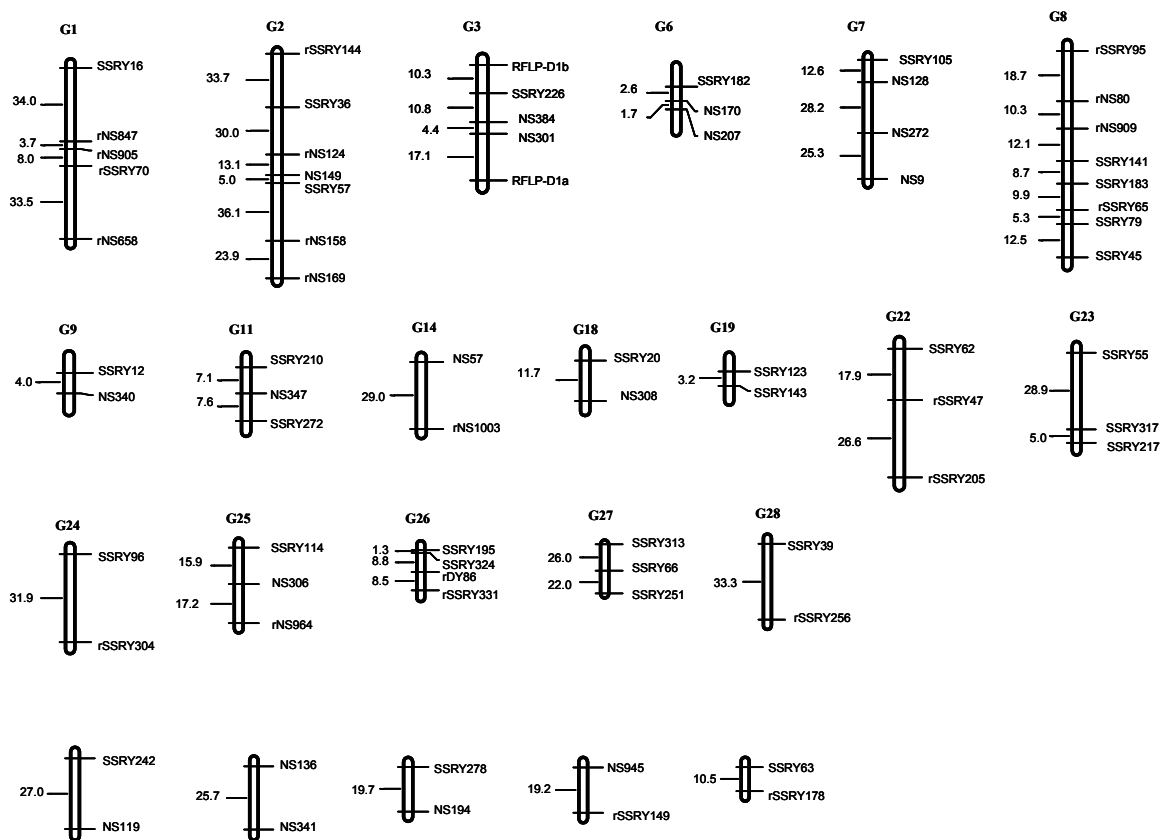 G1
SSRY16
34.0
rNS847
3.7
rNS905
8.0
rSSRY70
33.5
rNS658
G2
rSSRY144
33.7
SSRY36
30.0
rNS124
13.1
NS149
5.0
SSRY57
36.1
rNS158
23.9
rNS169
G3
RFLP-D1b
10.3
SSRY226
10.8
NS384
4.4
NS301
17.1
RFLP-D1a
G6
SSRY182
2.6
NS170
1.7
NS207
G7
SSRY105
12.6
NS128
28.2
NS272
25.3
NS9
G8
rSSRY95
18.7
rNS80
10.3
rNS909
12.1
SSRY141
8.7
SSRY183
9.9
rSSRY65
5.3
SSRY79
12.5
SSRY45
G9
SSRY12
4.0
NS340
G11
SSRY210
7.1
NS347
7.6
SSRY272
G14
NS57
29.0
rNS1003
G18
SSRY20
11.7
NS308
G19
SSRY123
3.2
SSRY143
G22
SSRY62
17.9
rSSRY47
26.6
rSSRY205
G23
SSRY55
28.9
SSRY317
5.0
SSRY217
G24
SSRY96
31.9
rSSRY304
G25
SSRY114
15.9
NS306
17.2
rNS964
G26
1.3
SSRY195
8.8
SSRY324
rDY86
8.5
rSSRY331
G27
SSRY313
26.0
SSRY66
22.0
SSRY251
G28
SSRY39
33.3
rSSRY256
SSRY242
27.0
NS119
NS136
25.7
NS341
SSRY278
19.7
NS194
NS945
19.2
rSSRY149
SSRY63
10.5
rSSRY178